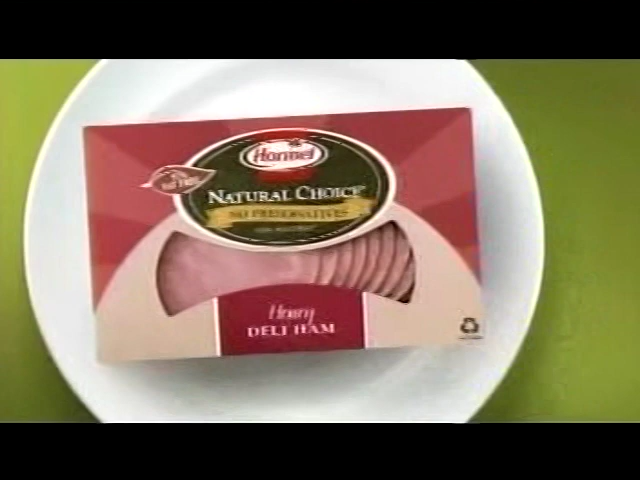 Hormel
NATURAL CHOICE
NO PRESERVATIVES
Honey
DELI HAM